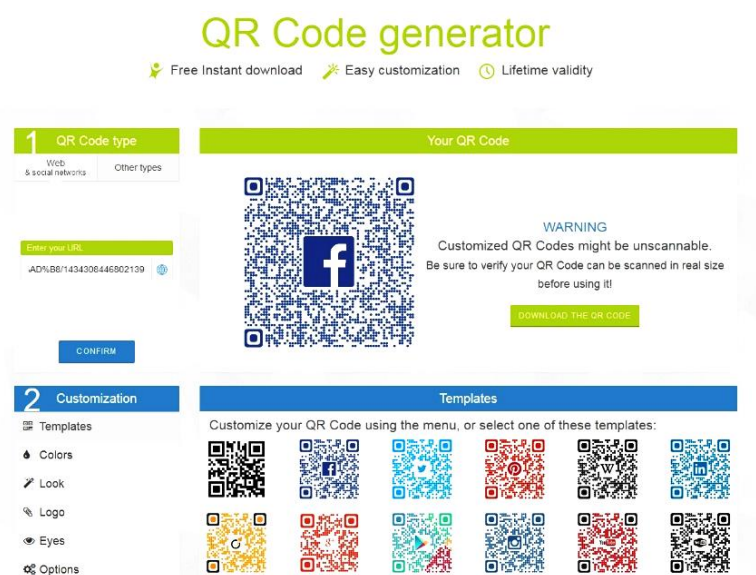 QR Code generator
Free Instant download
Easy customization
Lifetime validity
1 QR Code type
Web
& social networks
Other types
Enter your URL
AD%B8/1434308446802139
CONFIRM
Your QR Code
f
WARNING
Customized QR Codes might be unscannable.
Be sure to verify your QR Code can be scanned in real size
before using it!
DOWNLOAD THE QR CODE
2 Customization
Templates
Colors
Look
Logo
Eyes
Options
Templates
Customize your QR Code using the menu, or select one of these templates:
f
W
in